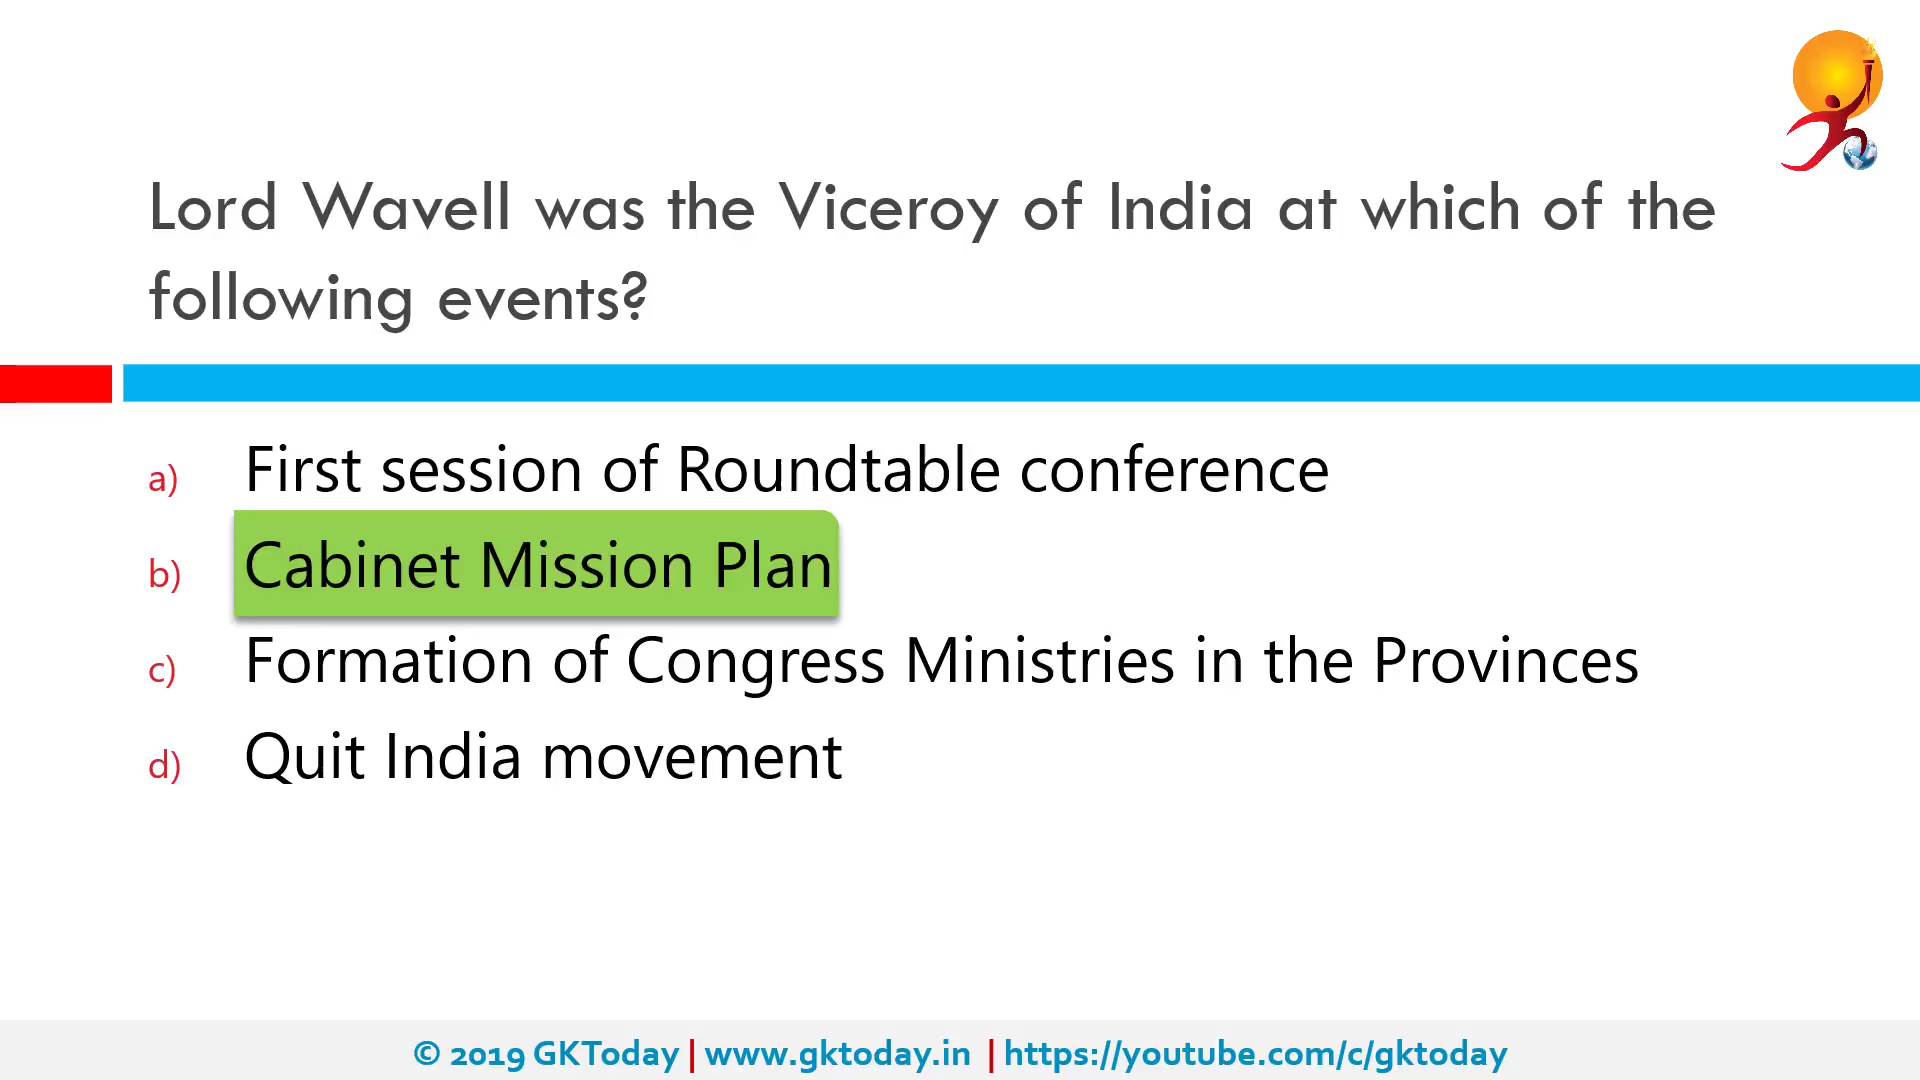 Lord Wavell was the Viceroy of India at which of the
following events?
a) First session of Roundtable conference
b) Cabinet Mission Plan
c) Formation of Congress Ministries in the Provinces
d) Quit India movement
© 2019 GKToday | www.gktoday.in | https://youtube.com/c/gktoday